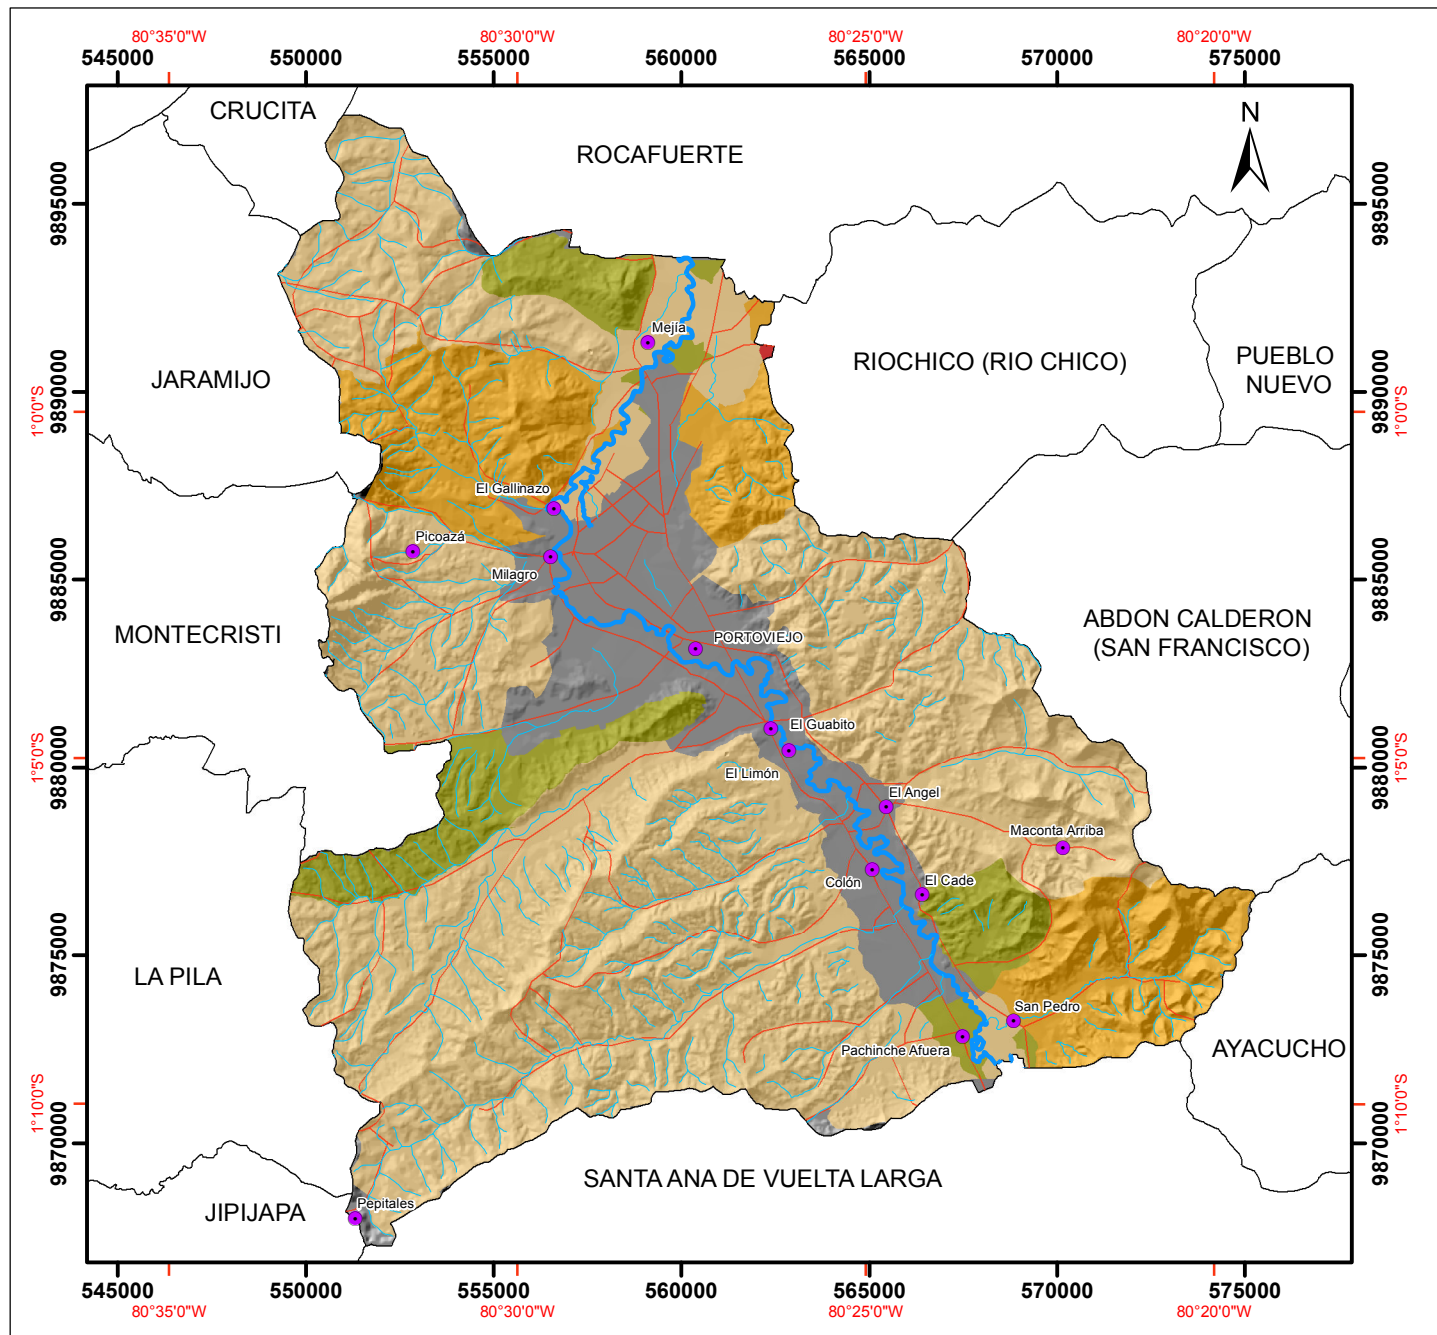 80°35'0"W 80°30'0"W 80°25'0"W 80°20'0"W
545000 550000 555000 560000 565000 570000 575000
CRUCITA
N
ROCAFUERTE
9895000 9895000
Mejía
RIOCHICO (RIO CHICO)
PUEBLO
NUEVO
JARAMIJO
9890000 9890000
1°0'0"S 1°0'0"S
El Gallinazo
Picoazá
Milagro
9885000 9885000
MONTECRISTI
PORTOVIEJO
ABDON CALDERON
(SAN FRANCISCO)
El Guabito
El Limón
1°5'0"S 1°5'0"S
9880000 9880000
El Angel
Maconta Arriba
Colón
El Cade
LA PILA
9875000 9875000
San Pedro
Pachinche Afuera
AYACUCHO
1°10'0"S 1°10'0"S
9870000 9870000
SANTA ANA DE VUELTA LARGA
Pepitales
JIPIJAPA
545000 550000 555000 560000 565000 570000 575000
80°35'0"W 80°30'0"W 80°25'0"W 80°20'0"W